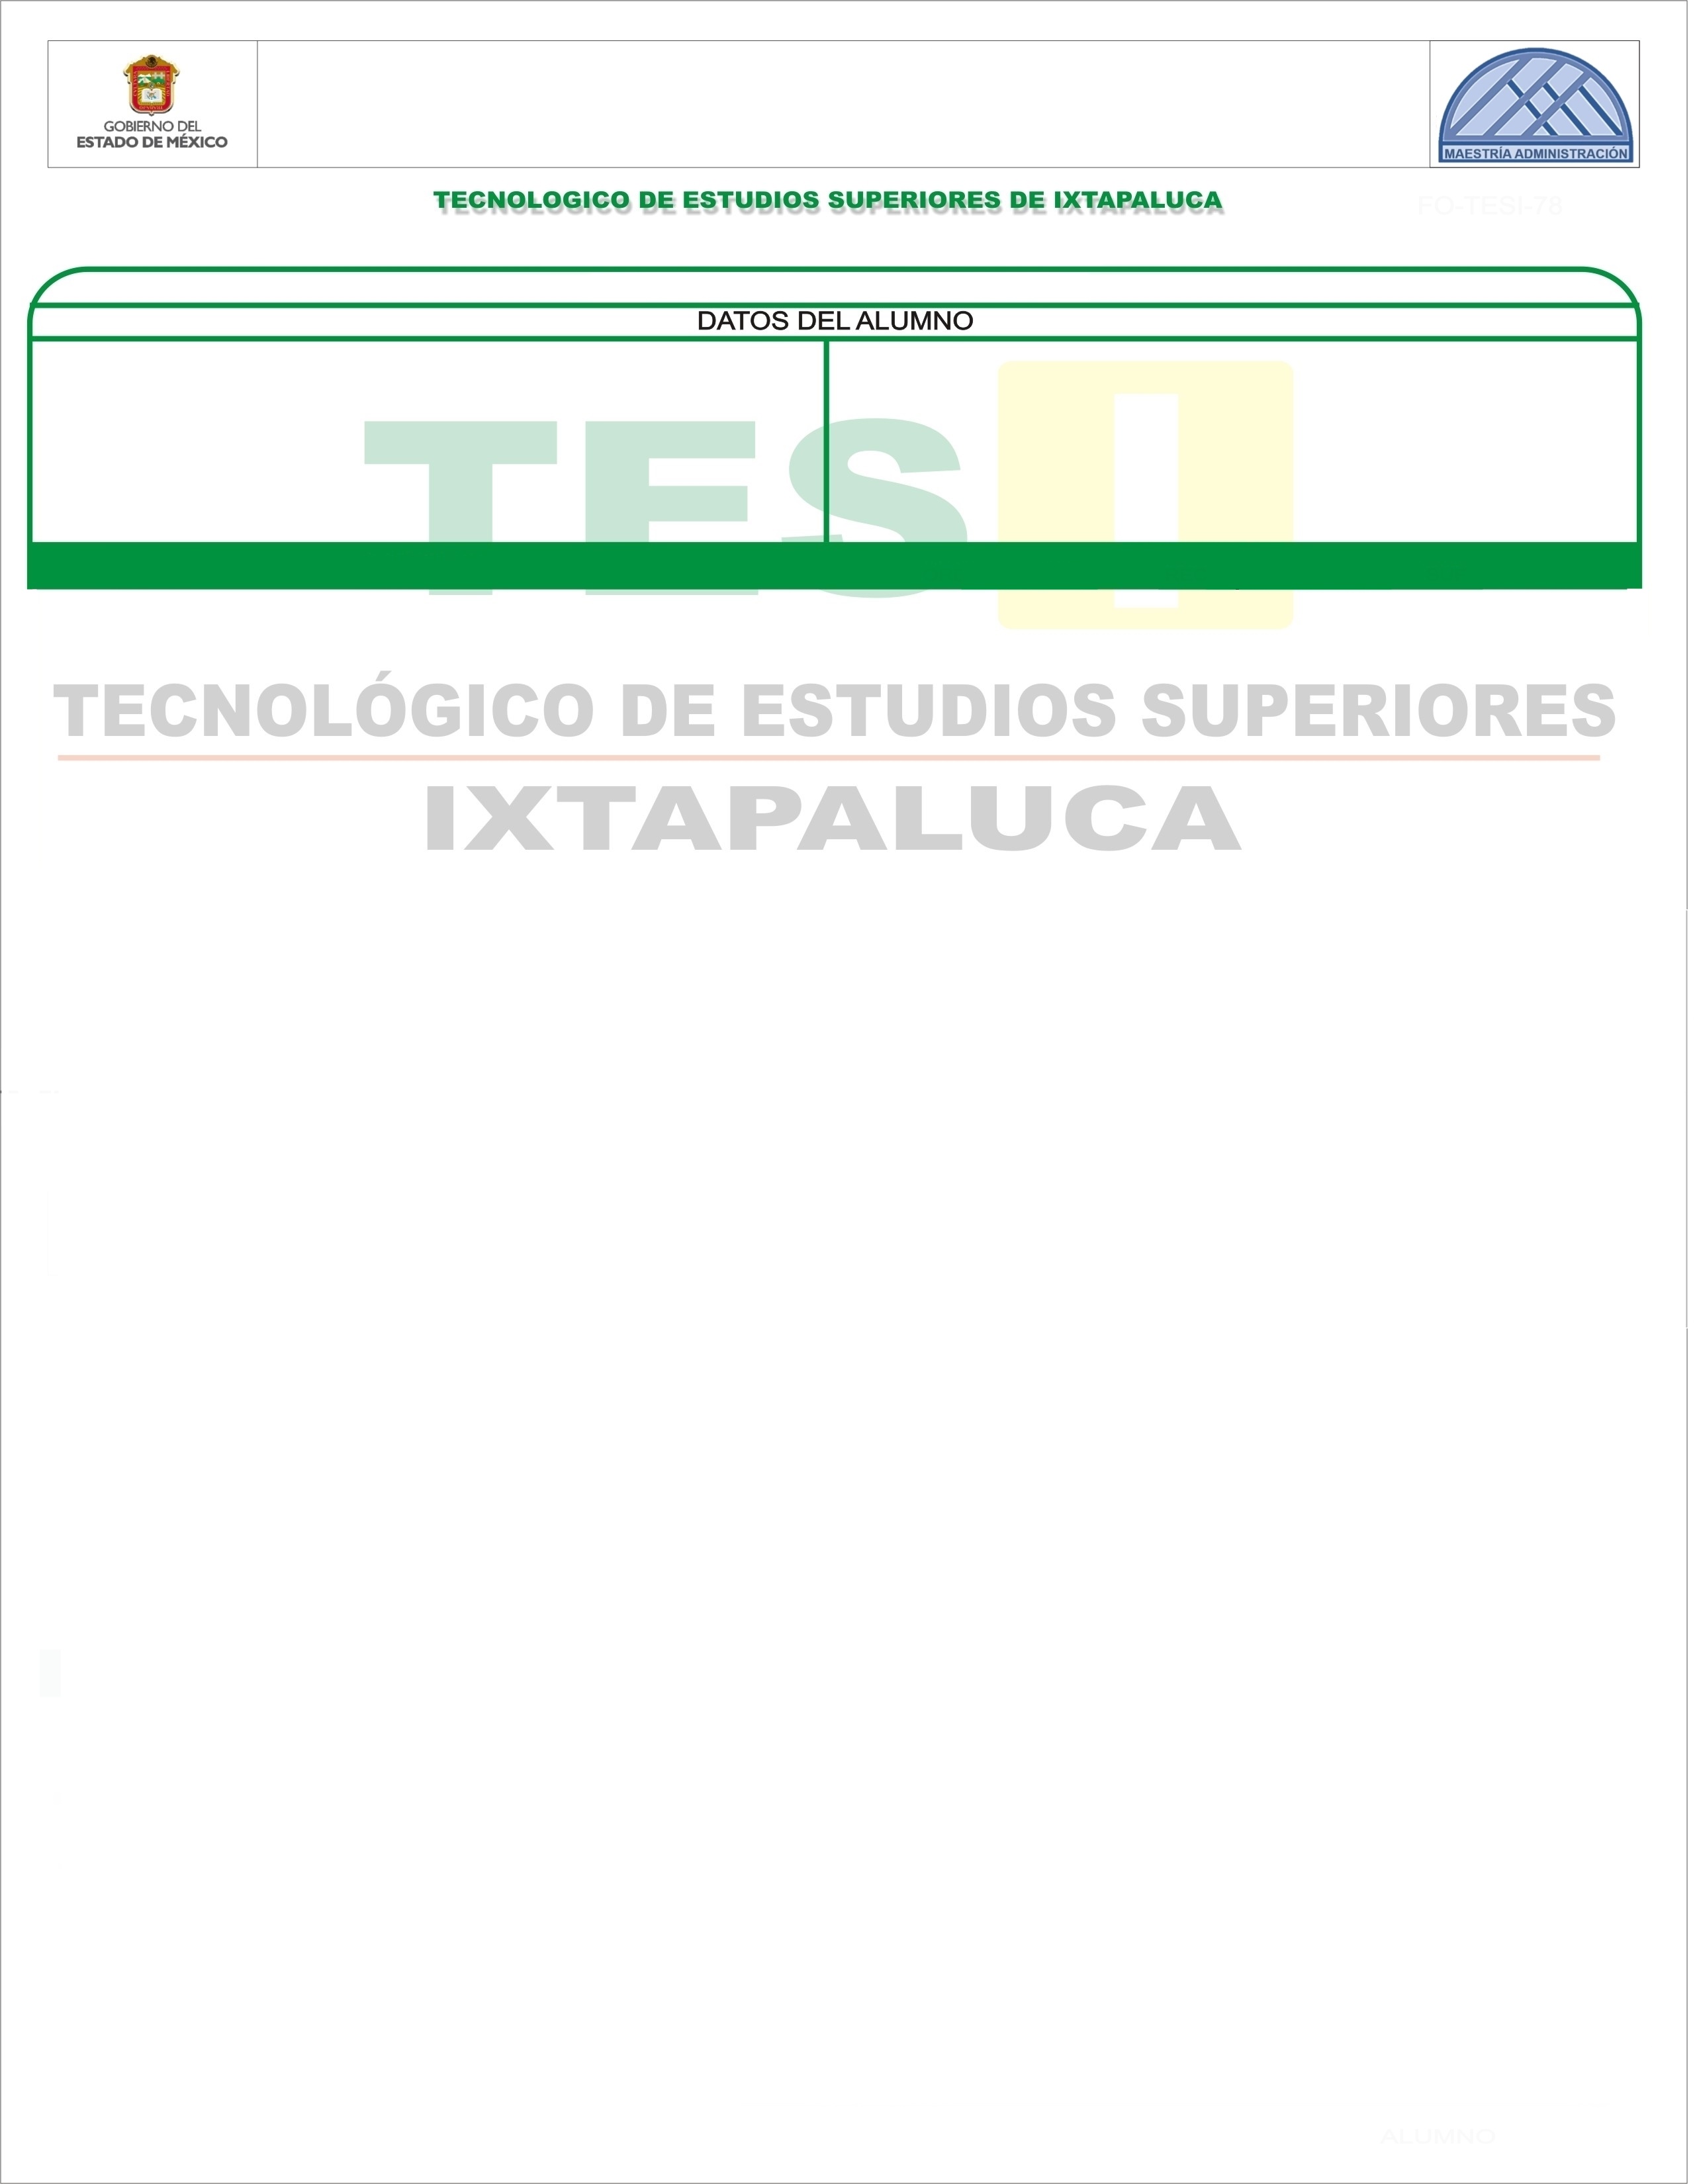 GOBIERNO DEL
ESTADO DE MÉXICO
MAESTRÍA ADMINISTRACIÓN
TECNOLOGICO DE ESTUDIOS SUPERIORES DE IXTAPALUCA
FO-TESI-78
DATOS DEL ALUMNO
TESI
TECNOLÓGICO DE ESTUDIOS SUPERIORES
IXTAPALUCA
ALUMNO